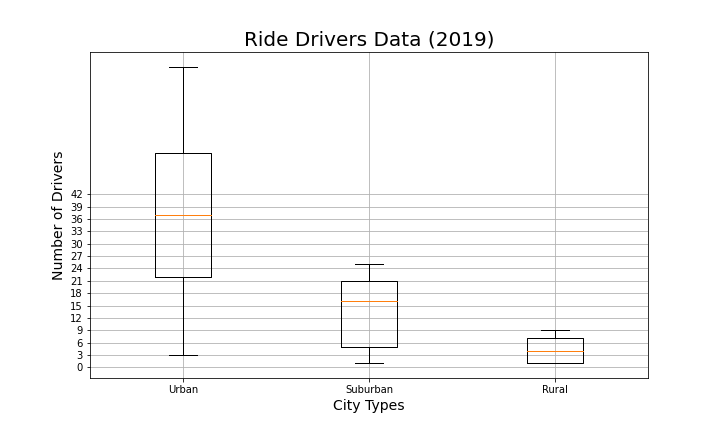 Ride Drivers Data (2019)
Number of Drivers
42
39
36
33
30
27
24
21
18
15
12
9
6
3
0
Urban
Suburban
Rural
City Types